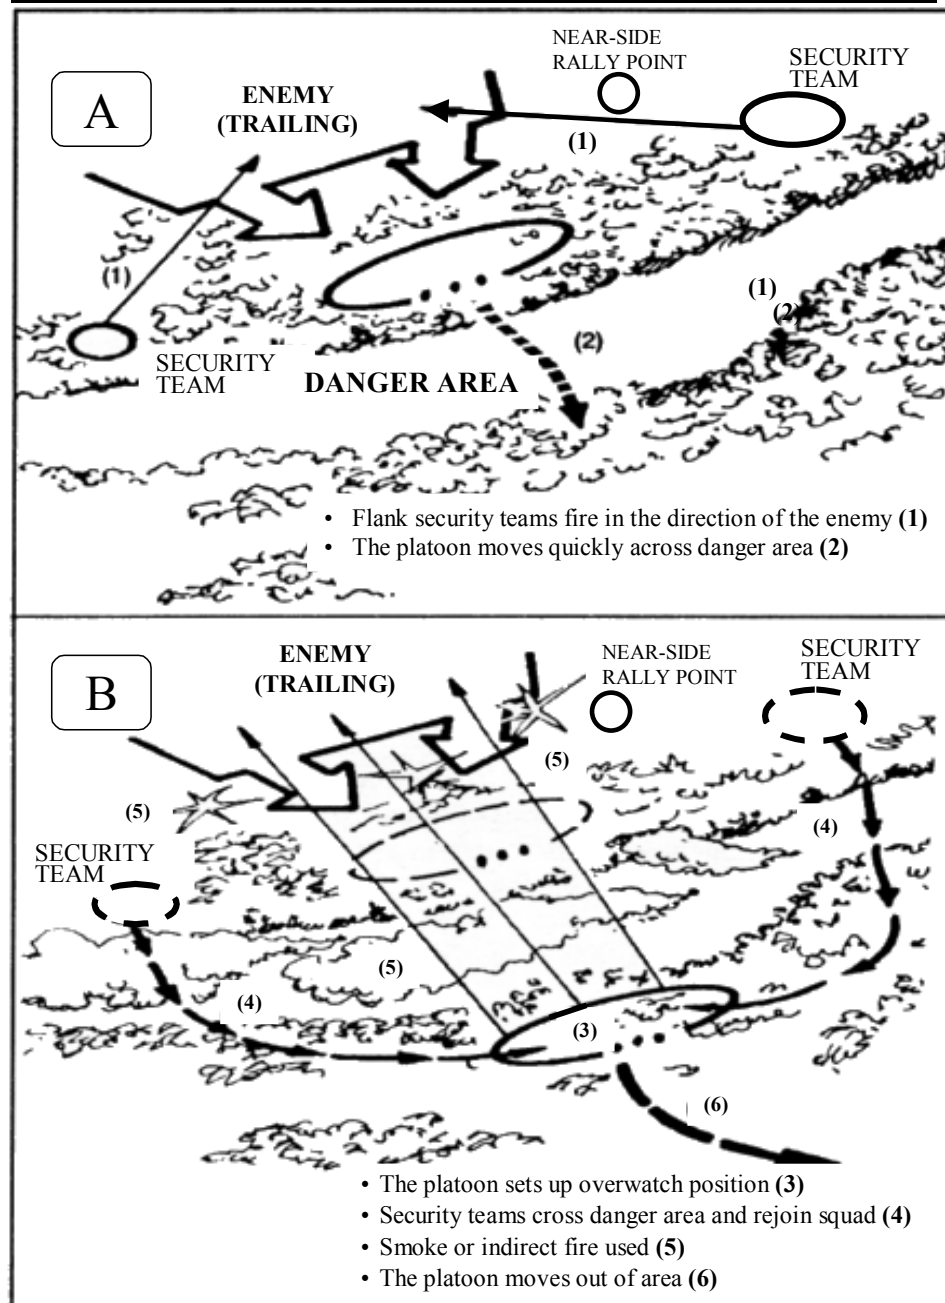 A
ENEMY
(TRAILING)
NEAR-SIDE
RALLY POINT
SECURITY
TEAM
(1)
(1)
(1)
(2)
SECURITY
TEAM
DANGER AREA
(2)
• Flank security teams fire in the direction of the enemy (1)
• The platoon moves quickly across danger area (2)
B
ENEMY
(TRAILING)
NEAR-SIDE
RALLY POINT
SECURITY
TEAM
(5)
(5)
(4)
SECURITY
TEAM
(5)
(4)
(3)
(6)
• The platoon sets up overwatch position (3)
• Security teams cross danger area and rejoin squad (4)
• Smoke or indirect fire used (5)
• The platoon moves out of area (6)